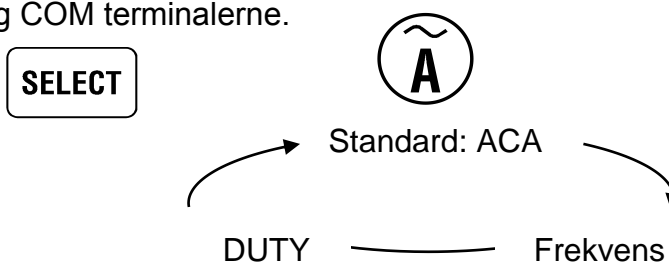 g COM terminalerne.
SELECT
A
Standard: ACA
DUTY
Frekvens